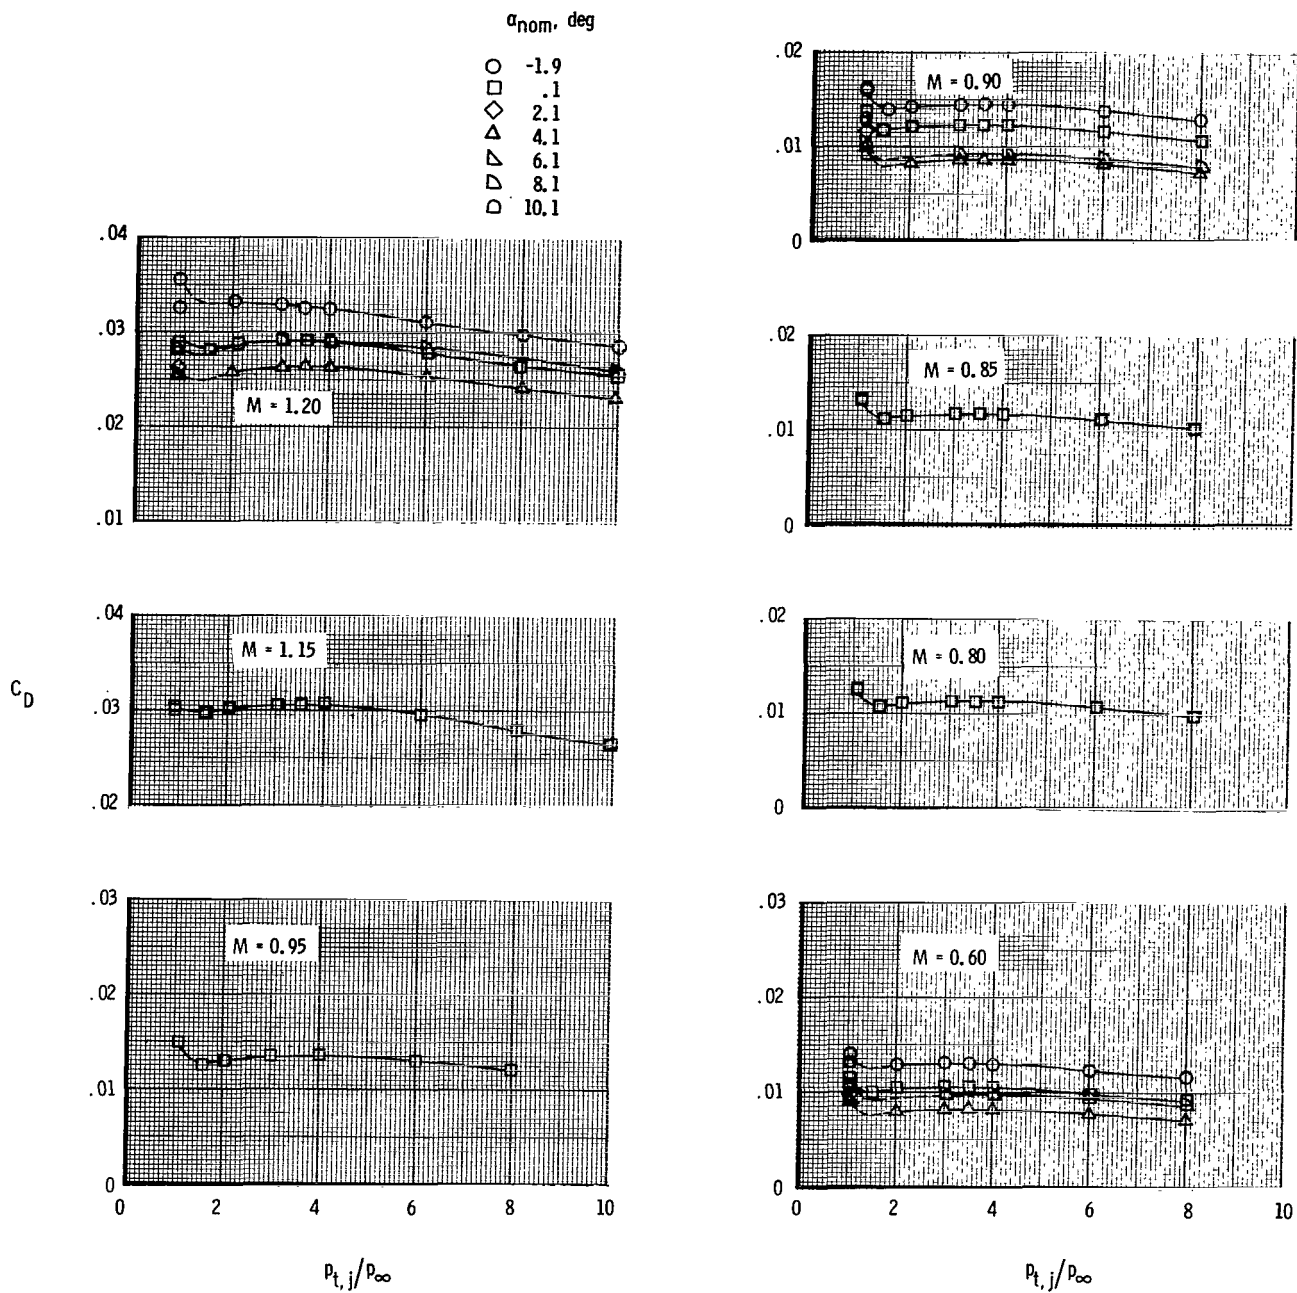 αnom, deg
-1.9
.1
2.1
4.1
6.1
8.1
10.1
.04
.03
.02
.01
M = 1.20
.04
.03
.02
M = 1.15
C_D
.03
.02
.01
0
M = 0.95
0 2 4 6 8 10
p_t,j/p_∞
.02
.01
0
M = 0.90
.02
.01
0
M = 0.85
.02
.01
0
M = 0.80
.03
.02
.01
0
M = 0.60
0 2 4 6 8 10
p_t,j/p_∞